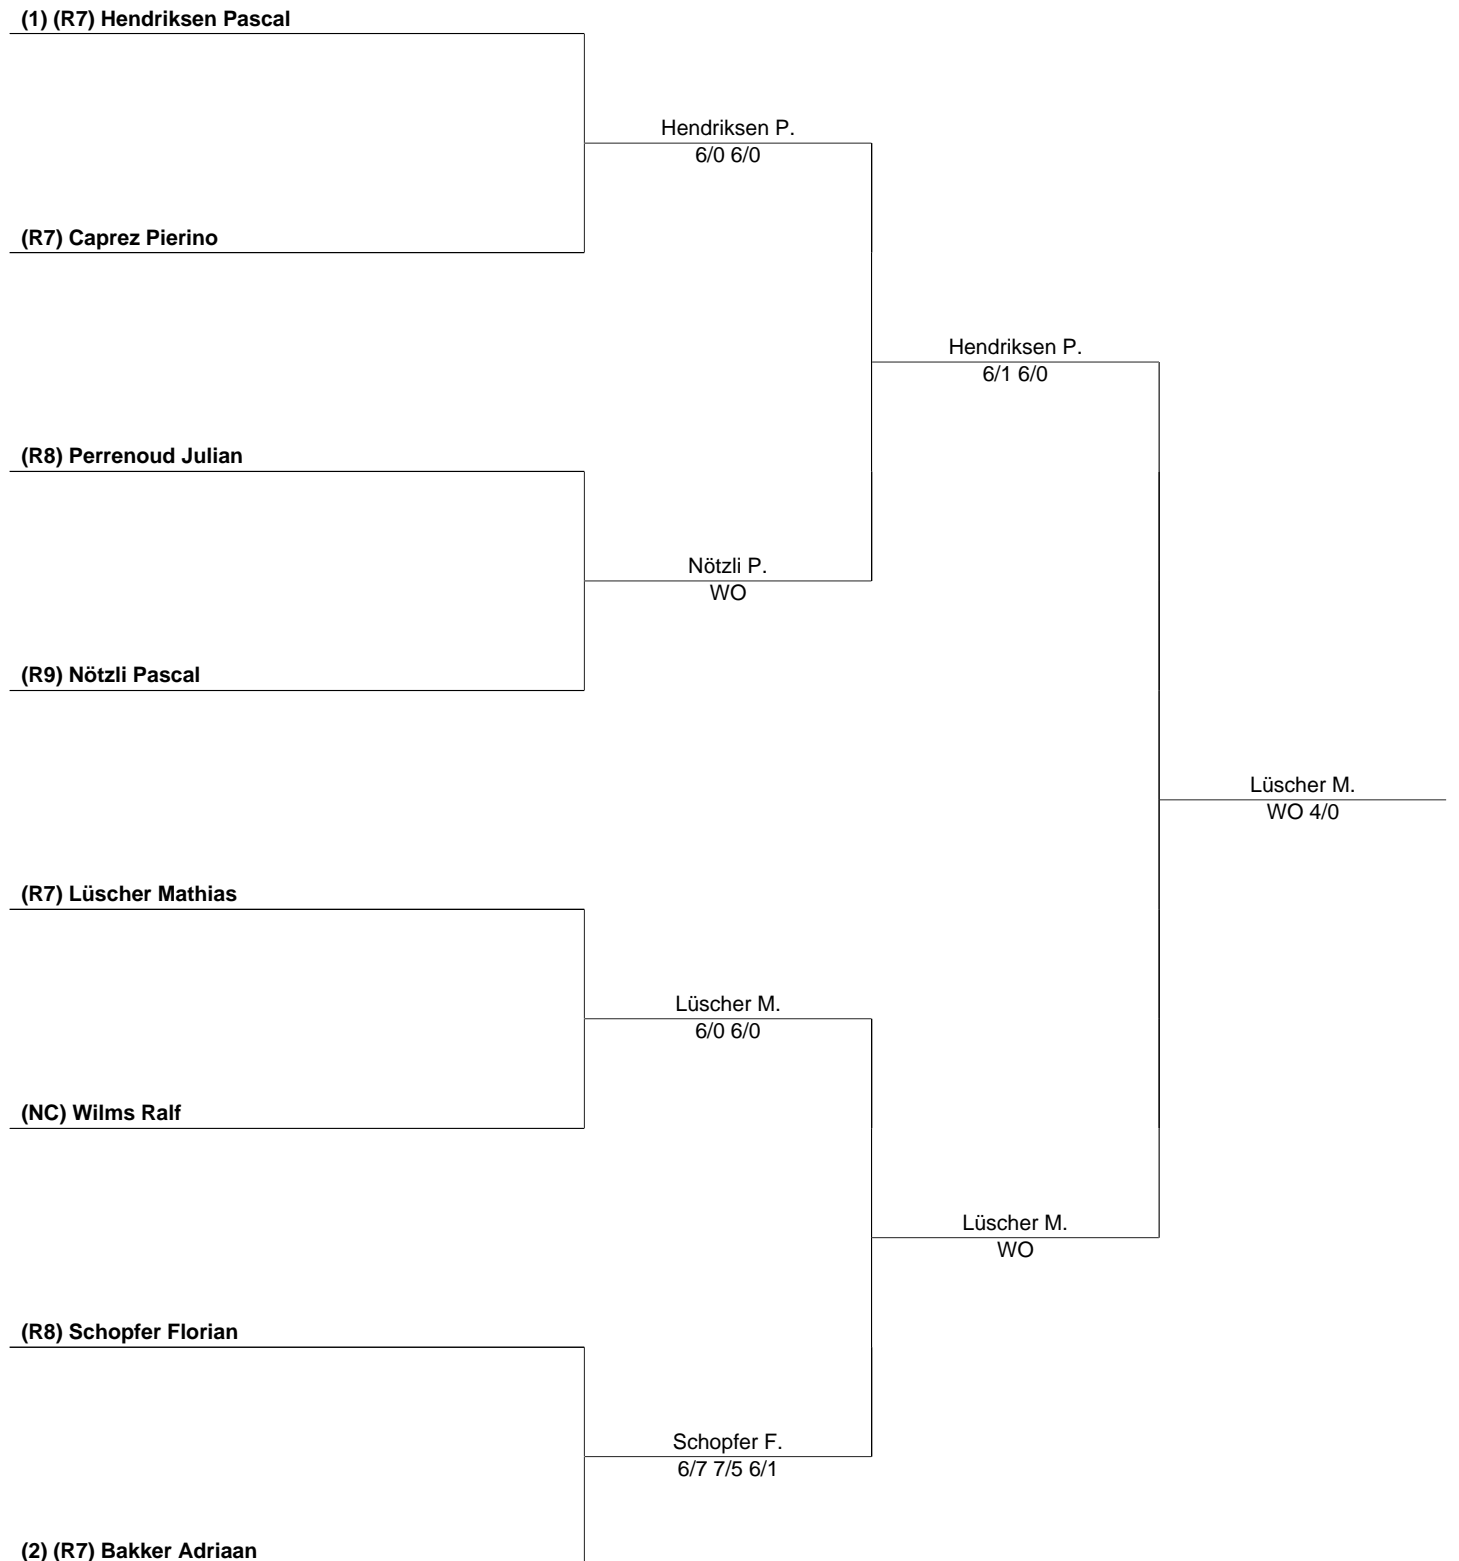 (1) (R7) Hendriksen Pascal
Hendriksen P.
6/0 6/0
(R7) Caprez Pierino
Hendriksen P.
6/1 6/0
(R8) Perrenoud Julian
Nötzli P.
WO
(R9) Nötzli Pascal
Lüscher M.
WO 4/0
(R7) Lüscher Mathias
Lüscher M.
6/0 6/0
(NC) Wilms Ralf
Lüscher M.
WO
(R8) Schopfer Florian
Schopfer F.
6/7 7/5 6/1
(2) (R7) Bakker Adriaan